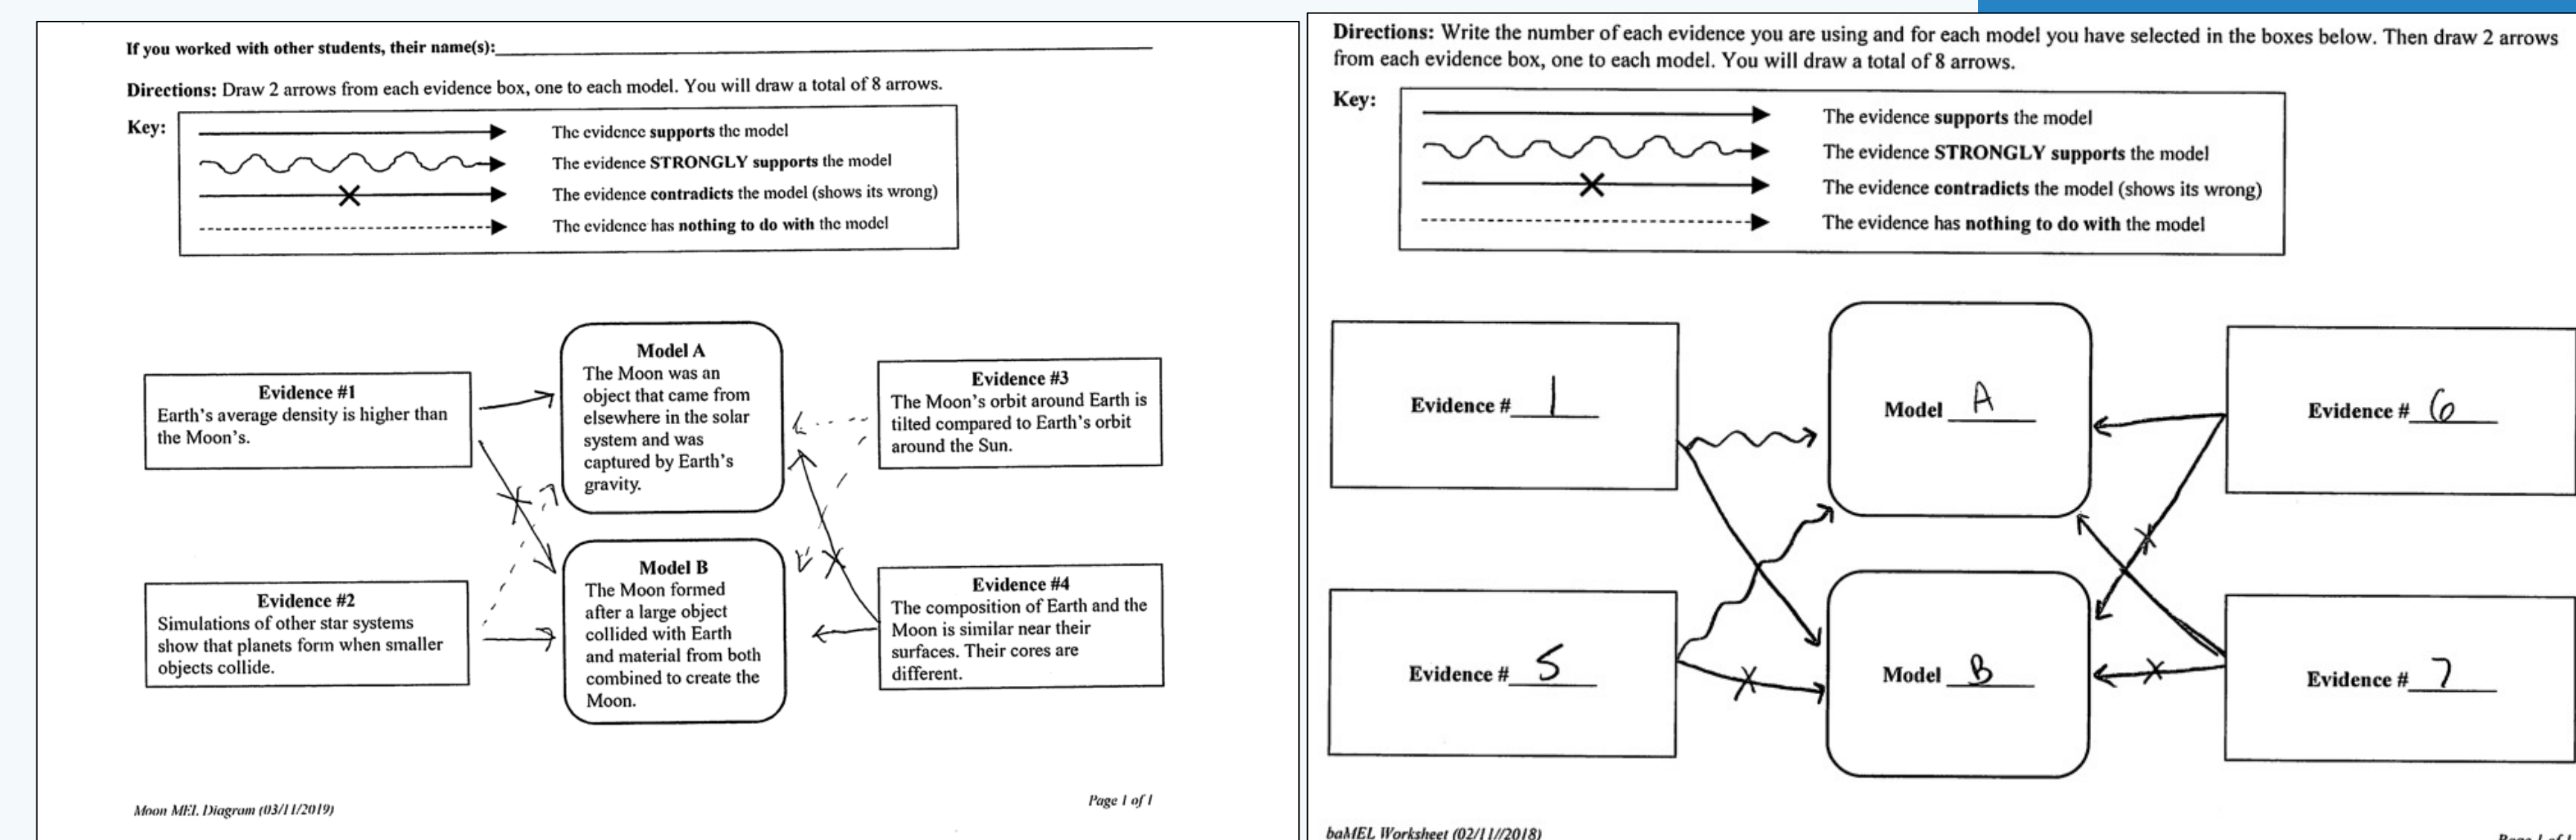 If you worked with other students, their name(s):
Directions: Draw 2 arrows from each evidence box, one to each model. You will draw a total of 8 arrows.
Key:
The evidence supports the model
The evidence STRONGLY supports the model
The evidence contradicts the model (shows its wrong)
The evidence has nothing to do with the model
Evidence #1
Earth's average density is higher than
the Moon's.
Evidence #2
Simulations of other star systems
show that planets form when smaller
objects collide.
Model A
The Moon was an
object that came from
elsewhere in the solar
system and was
captured by Earth's
gravity.
Model B
The Moon formed
after a large object
collided with Earth
and material from both
combined to create the
Moon.
Evidence #3
The Moon's orbit around Earth is
tilted compared to Earth's orbit
around the Sun.
Evidence #4
The composition of Earth and the
Moon is similar near their
surfaces. Their cores are
different.
Moon MEL Diagram (03/11/2019)
Page 1 of 1
Directions: Write the number of each evidence you are using and for each model you have selected in the boxes below. Then draw 2 arrows
from each evidence box, one to each model. You will draw a total of 8 arrows.
Key:
The evidence supports the model
The evidence STRONGLY supports the model
The evidence contradicts the model (shows its wrong)
The evidence has nothing to do with the model
Evidence # 1
Evidence # 5
Model A
Model B
Evidence # 6
Evidence # 7
baMEL Worksheet (02/11//2018)